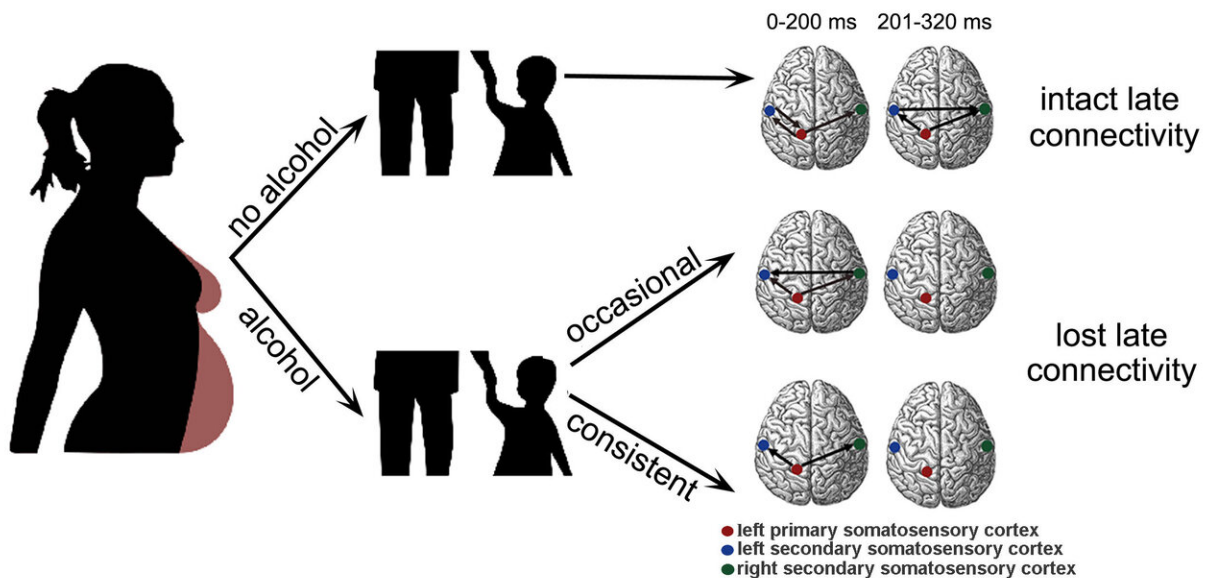 0-200 ms 201-320 ms
no alcohol
intact late
connectivity
alcohol
occasional
lost late
connectivity
consistent
left primary somatosensory cortex
left secondary somatosensory cortex
right secondary somatosensory cortex